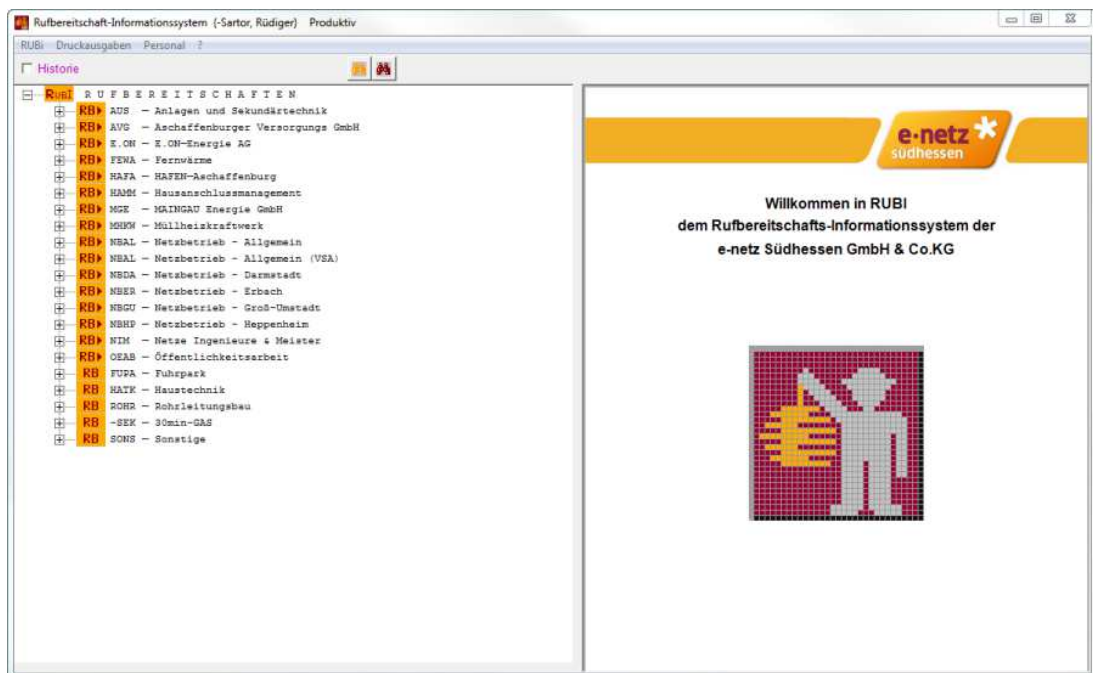 Rufbereitschaft-Informationssystem (-Sartor, Rüdiger) Produktiv
RUBi Druckausgaben Personal ?
Historie
RUBI R U F B E R E I T S C H A F T E N
RB AUS — Anlagen und Sekundärtechnik
RB AVG — Aschaffenburger Versorgungs GmbH
RB E.ON — E.ON-Energie AG
RB FEWA — Fernwärme
RB HAFA — HAFEN-Aschaffenburg
RB HAMM — Hausanschlussmanagement
RB MGE — MAINGAU Energie GmbH
RB MHKW — Müllheizkraftwerk
RB NBAL — Netzbetrieb - Allgemein
RB NBAL — Netzbetrieb - Allgemein (VSA)
RB NBDA — Netzbetrieb - Darmstadt
RB NBER — Netzbetrieb - Erbach
RB NBGU — Netzbetrieb - Groß-Umstadt
RB NBHP — Netzbetrieb - Heppenheim
RB NIM — Netze Ingenieure & Meister
RB OEAB — Öffentlichkeitsarbeit
RB FUPA — Fuhrpark
RB HATK — Haustechnik
RB ROHR — Rohrleitungsbau
RB -SEK — 30min-GAS
RB SONS — Sonstige
e·netz
südhessen
Willkommen in RUBI
dem Rufbereitschafts-Informationssystem der
e-netz Südhessen GmbH & Co.KG